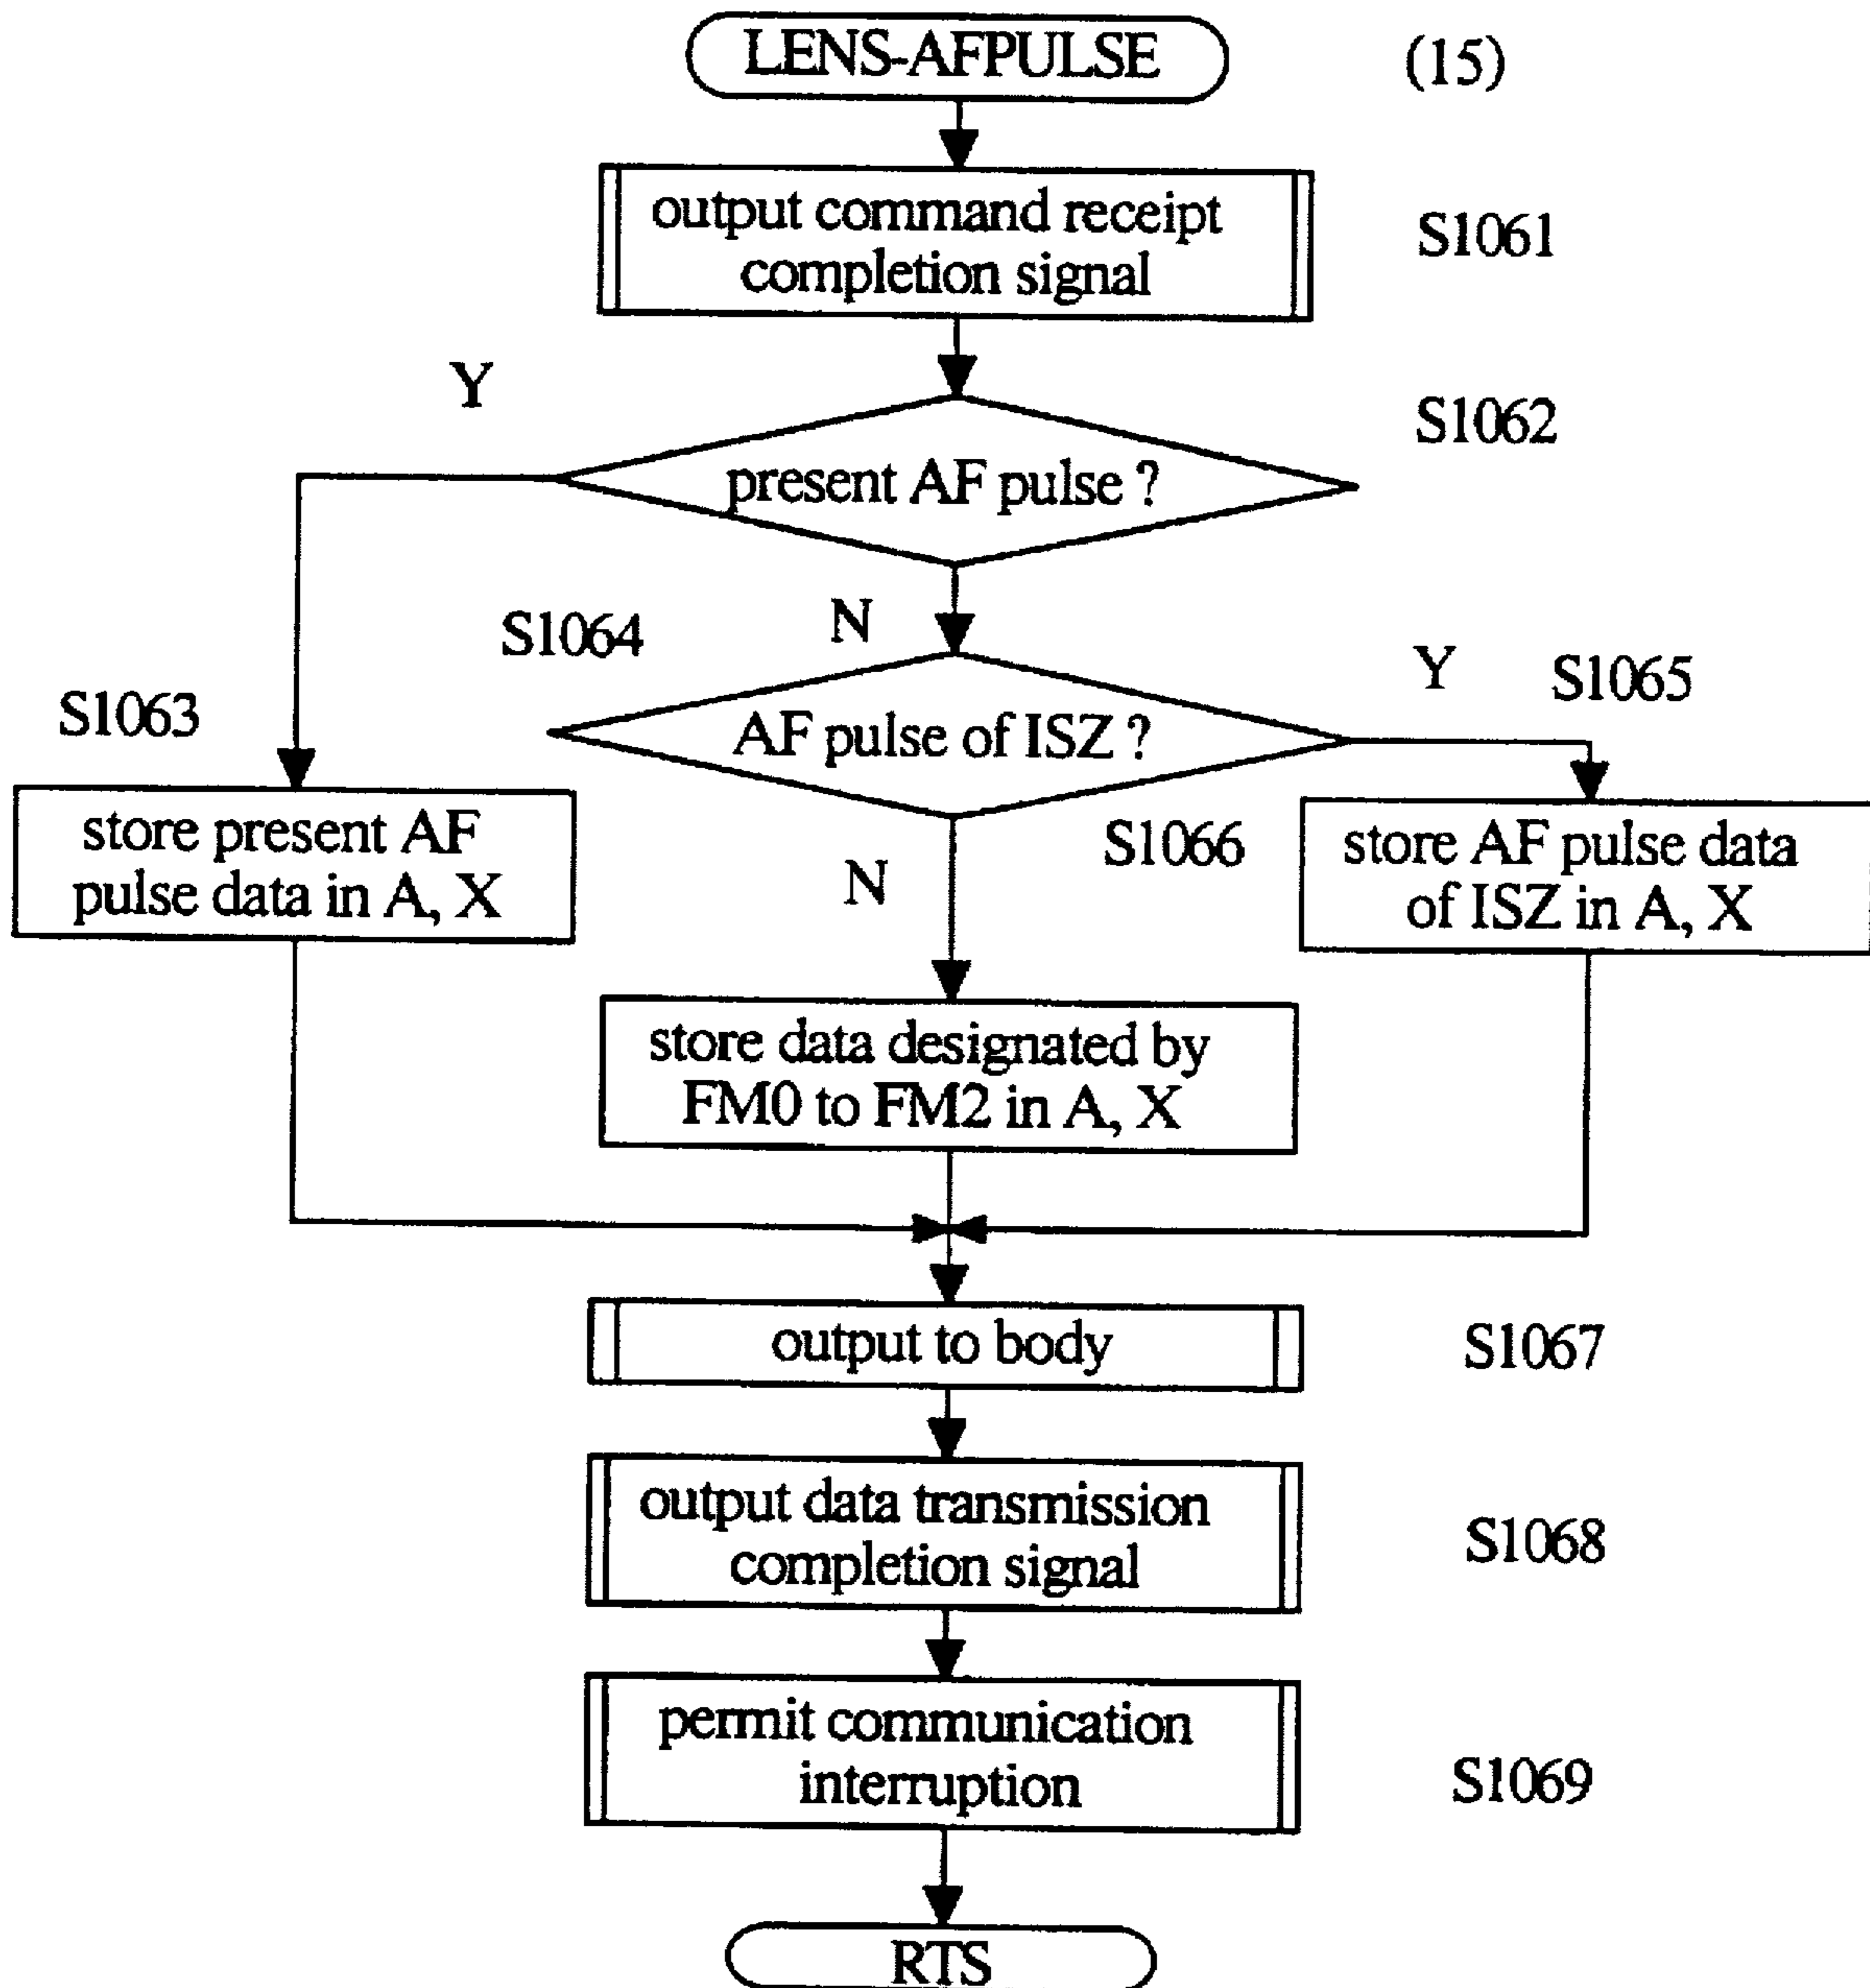 LENS-AFPULSE
(15)
output command receipt
completion signal
S1061
Y
S1062
present AF pulse ?
S1064
N
Y
S1065
S1063
AF pulse of ISZ ?
store present AF
pulse data in A, X
N
S1066
store AF pulse data
of ISZ in A, X
store data designated by
FM0 to FM2 in A, X
output to body
S1067
output data transmission
completion signal
S1068
permit communication
interruption
S1069
RTS